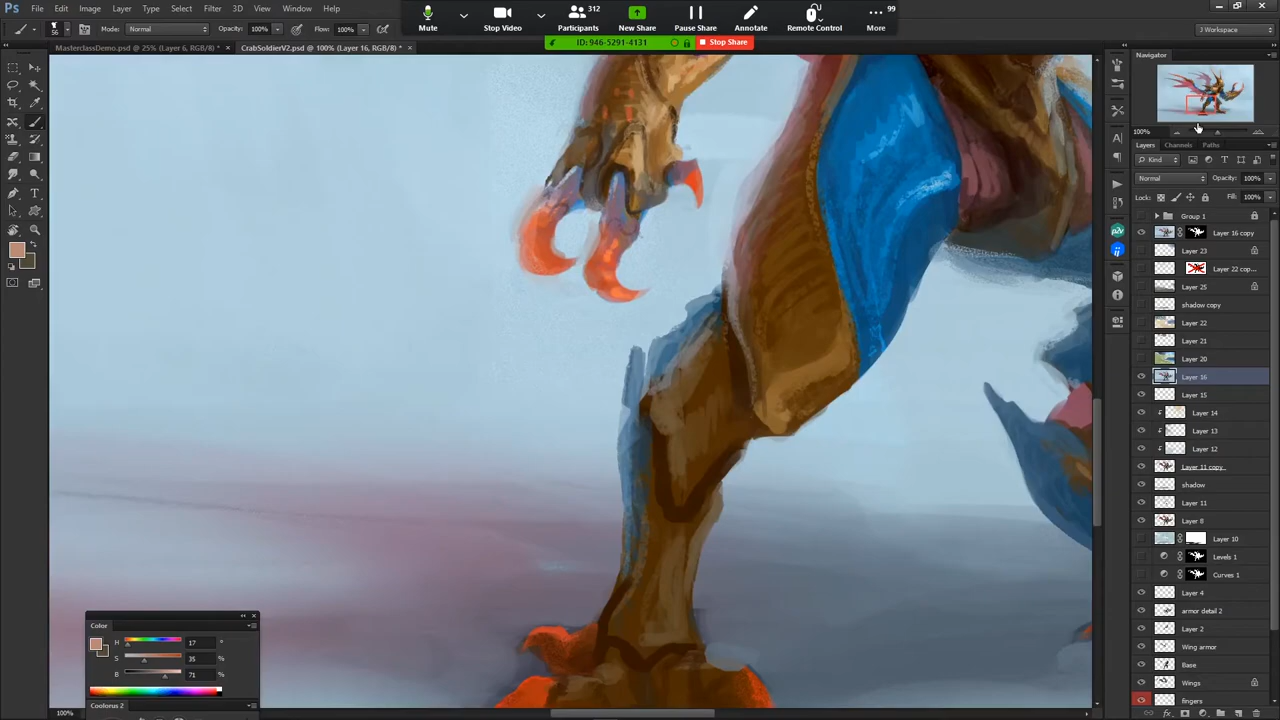 Ps File Edit Image Layer Type Select Filter 3D View Window Help
Mute Stop Video Participants 312 New Share Pause Share Annotate Remote Control More 99
ID: 946-5291-4131 Stop Share
56 Mode: Normal Opacity: 100% Flow: 100% J Workspace
MasterclassDemo.psd @ 25% (Layer 6, RGB/8) * × CrabSoldierV2.psd @ 100% (Layer 16, RGB/8) * ×
Navigator
100%
Layers Channels Paths
Kind
Normal Opacity: 100%
Lock: Fill: 100%
Group 1
Layer 16 copy
Layer 23
Layer 22 cop...
Layer 25
shadow copy
Layer 22
Layer 21
Layer 20
Layer 16
Layer 15
Layer 14
Layer 13
Layer 12
Layer 11 copy
shadow
Layer 11
Layer 8
Layer 10
Levels 1
Curves 1
Layer 4
armor detail 2
Layer 2
Wing armor
Base
Wings
fingers
Color
H 17 °
S 35 %
B 71 %
Coolorus 2
100%